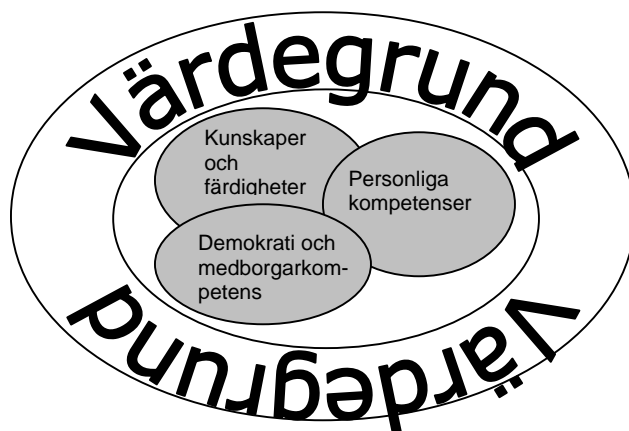 Värdegrund
Kunskaper
och
färdigheter
Personliga
kompetenser
Demokrati och
medborgarkom-
petens
Värdegrund